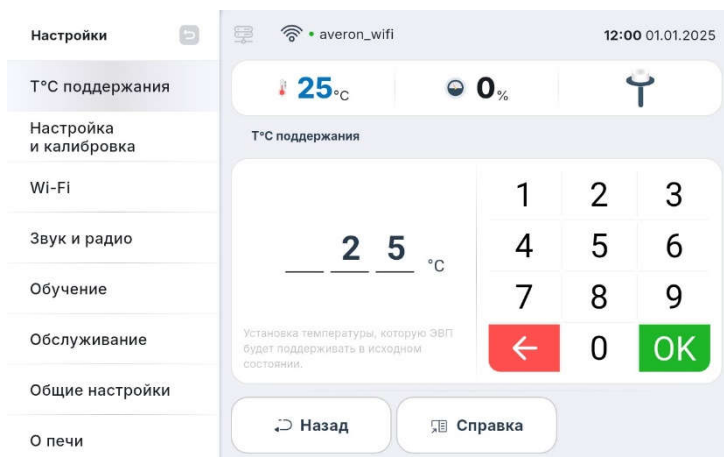 Настройки
averon_wifi
12:00 01.01.2025
Т°С поддержания
25°C
0%
Настройка
и калибровка
Wi-Fi
Звук и радио
Обучение
Обслуживание
Общие настройки
О печи
Т°С поддержания
25 °C
Установка температуры, которую ЭВП
будет поддерживать в исходном
состоянии.
1 2 3
4 5 6
7 8 9
← 0 OK
Назад
Справка